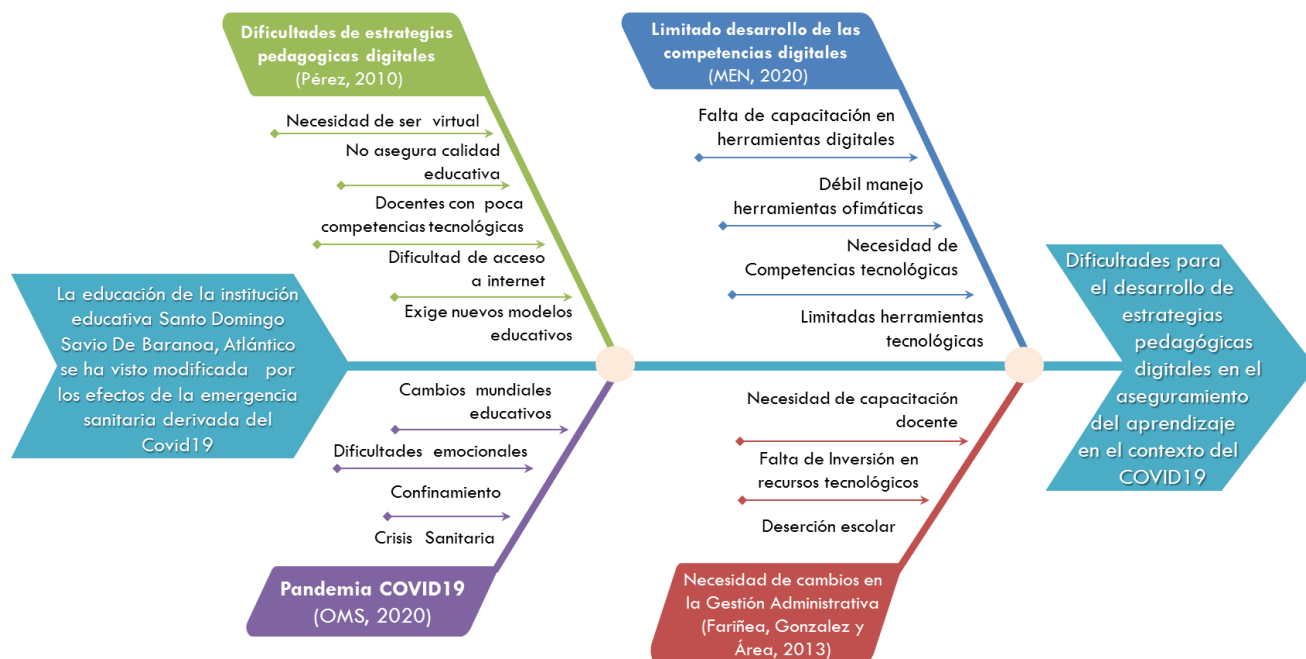 Dificultades de estrategias
pedagogicas digitales
(Pérez, 2010)
Necesidad de ser virtual
No asegura calidad
educativa
Docentes con poca
competencias tecnológicas
Dificultad de acceso
a internet
Exige nuevos modelos
educativos
Limitado desarrollo de las
competencias digitales
(MEN, 2020)
Falta de capacitación en
herramientas digitales
Débil manejo
herramientas ofimáticas
Necesidad de
Competencias tecnológicas
Limitadas herramientas
tecnológicas
La educación de la institución
educativa Santo Domingo
Savio De Baranoa, Atlántico
se ha visto modificada por
los efectos de la emergencia
sanitaria derivada del
Covid19
Dificultades para
el desarrollo de
estrategias
pedagógicas
digitales en el
aseguramiento
del aprendizaje
en el contexto del
COVID19
Cambios mundiales
educativos
Dificultades emocionales
Confinamiento
Crisis Sanitaria
Pandemia COVID19
(OMS, 2020)
Necesidad de capacitación
docente
Falta de Inversión en
recursos tecnológicos
Deserción escolar
Necesidad de cambios en
la Gestión Administrativa
(Fariñea, Gonzalez y
Área, 2013)